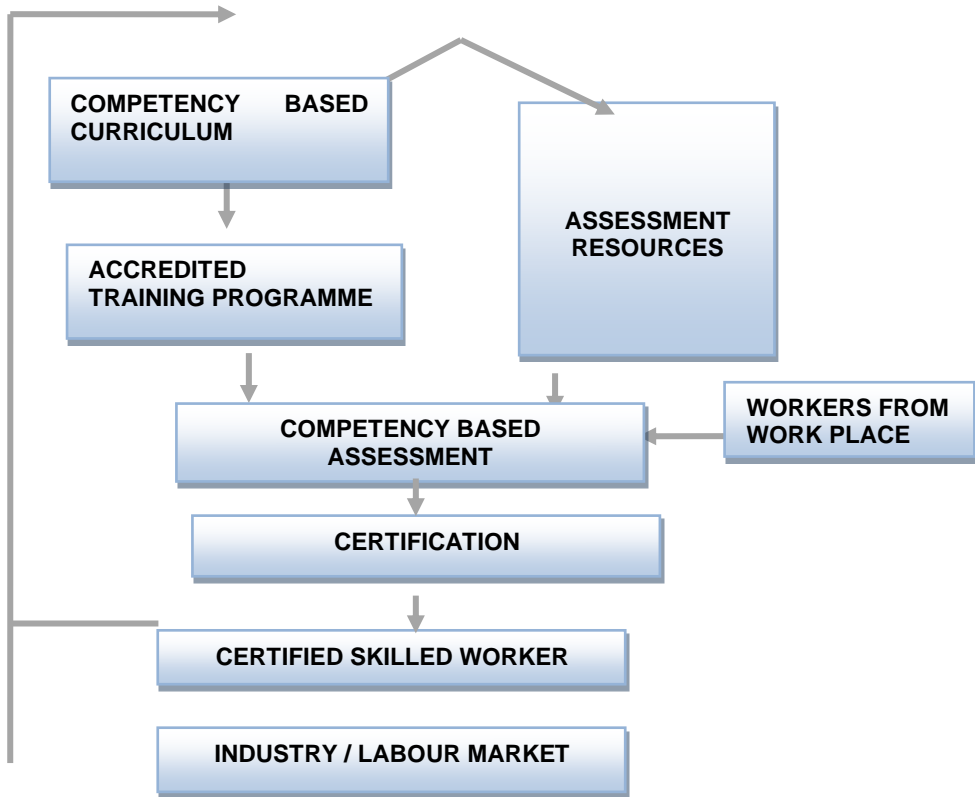 COMPETENCY BASED
CURRICULUM
ASSESSMENT
RESOURCES
ACCREDITED
TRAINING PROGRAMME
WORKERS FROM
WORK PLACE
COMPETENCY BASED
ASSESSMENT
CERTIFICATION
CERTIFIED SKILLED WORKER
INDUSTRY / LABOUR MARKET